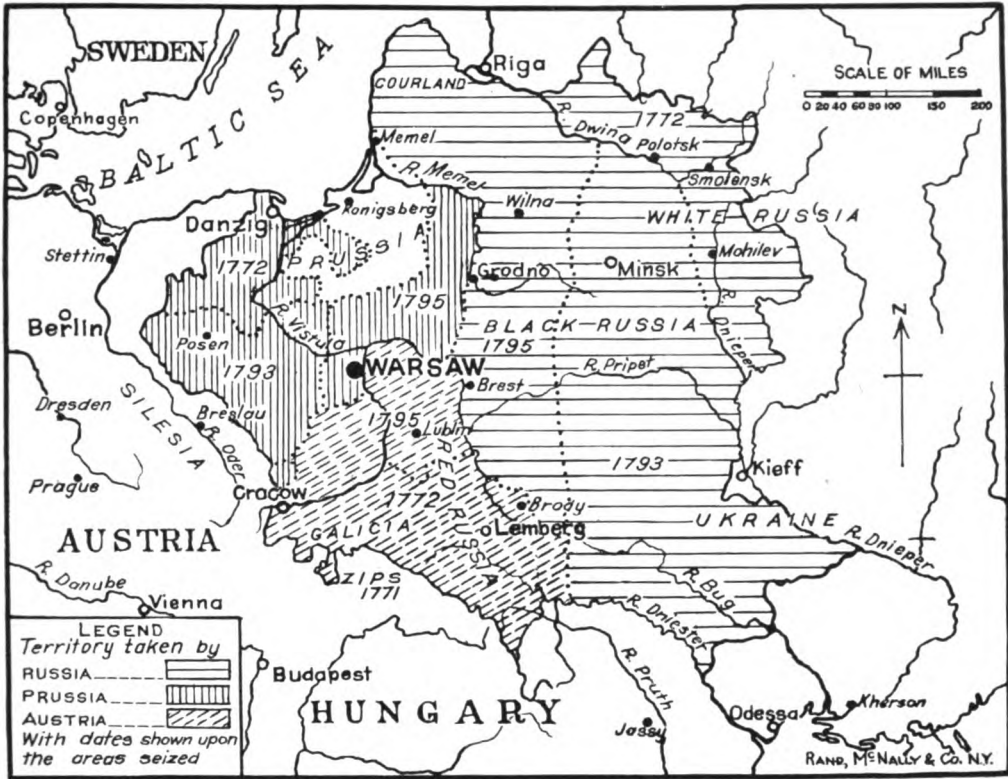 SWEDEN
Copenhagen
BALTIC SEA
COURLAND
Riga
SCALE OF MILES
0 20 40 60 80 100 150 200
1772
R. Dwina
Polotsk
Smolensk
Memel
R. Memel
Wilna
WHITE RUSSIA
Konigsberg
Danzig
PRUSSIA
Stettin
1772
Mohilev
Grodno
Minsk
1795
N
Berlin
R. Vistula
BLACK RUSSIA
1795
R. Dnieper
Posen
1793
WARSAW
R. Pripet
Brest
Dresden
SILESIA
Breslau
R. Oder
1795
Lublin
RED RUSSIA
1793
Kieff
Prague
Cracow
1772
Brody
GALICIA
Lemberg
UKRAINE
R. Dnieper
AUSTRIA
ZIPS
1771
R. Bug
R. Danube
Vienna
R. Dniester
LEGEND
Territory taken by
RUSSIA
PRUSSIA
AUSTRIA
With dates shown upon
the areas seized
Budapest
HUNGARY
R. Pruth
Jassy
Odessa
Kherson
RAND, McNALLY & CO. N.Y.